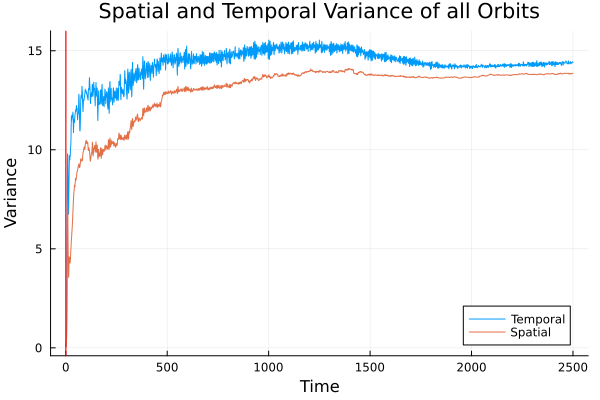 Spatial and Temporal Variance of all Orbits
Variance
15
10
5
0
0 500 1000 1500 2000 2500
Time
Temporal
Spatial